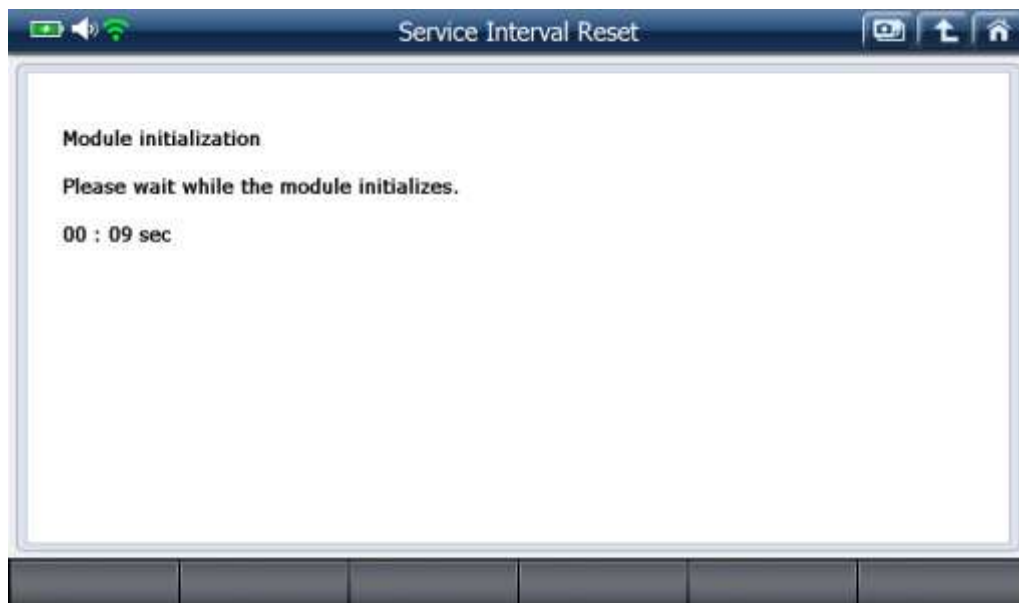 Service Interval Reset
Module initialization
Please wait while the module initializes.
00 : 09 sec